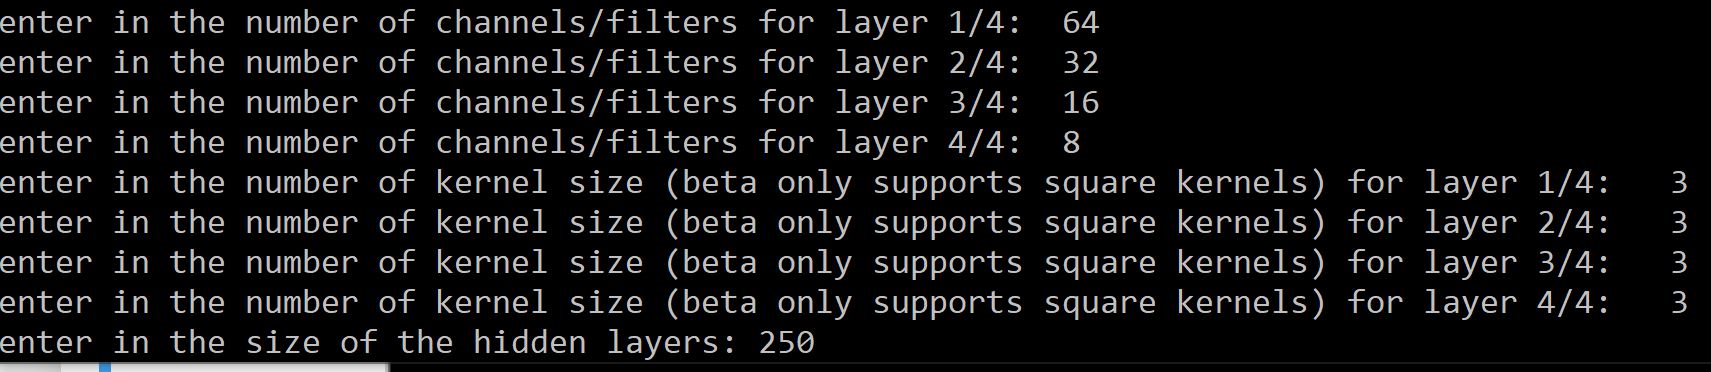 enter in the number of channels/filters for layer 1/4:  64
enter in the number of channels/filters for layer 2/4:  32
enter in the number of channels/filters for layer 3/4:  16
enter in the number of channels/filters for layer 4/4:  8
enter in the number of kernel size (beta only supports square kernels) for layer 1/4:   3
enter in the number of kernel size (beta only supports square kernels) for layer 2/4:   3
enter in the number of kernel size (beta only supports square kernels) for layer 3/4:   3
enter in the number of kernel size (beta only supports square kernels) for layer 4/4:   3
enter in the size of the hidden layers: 250